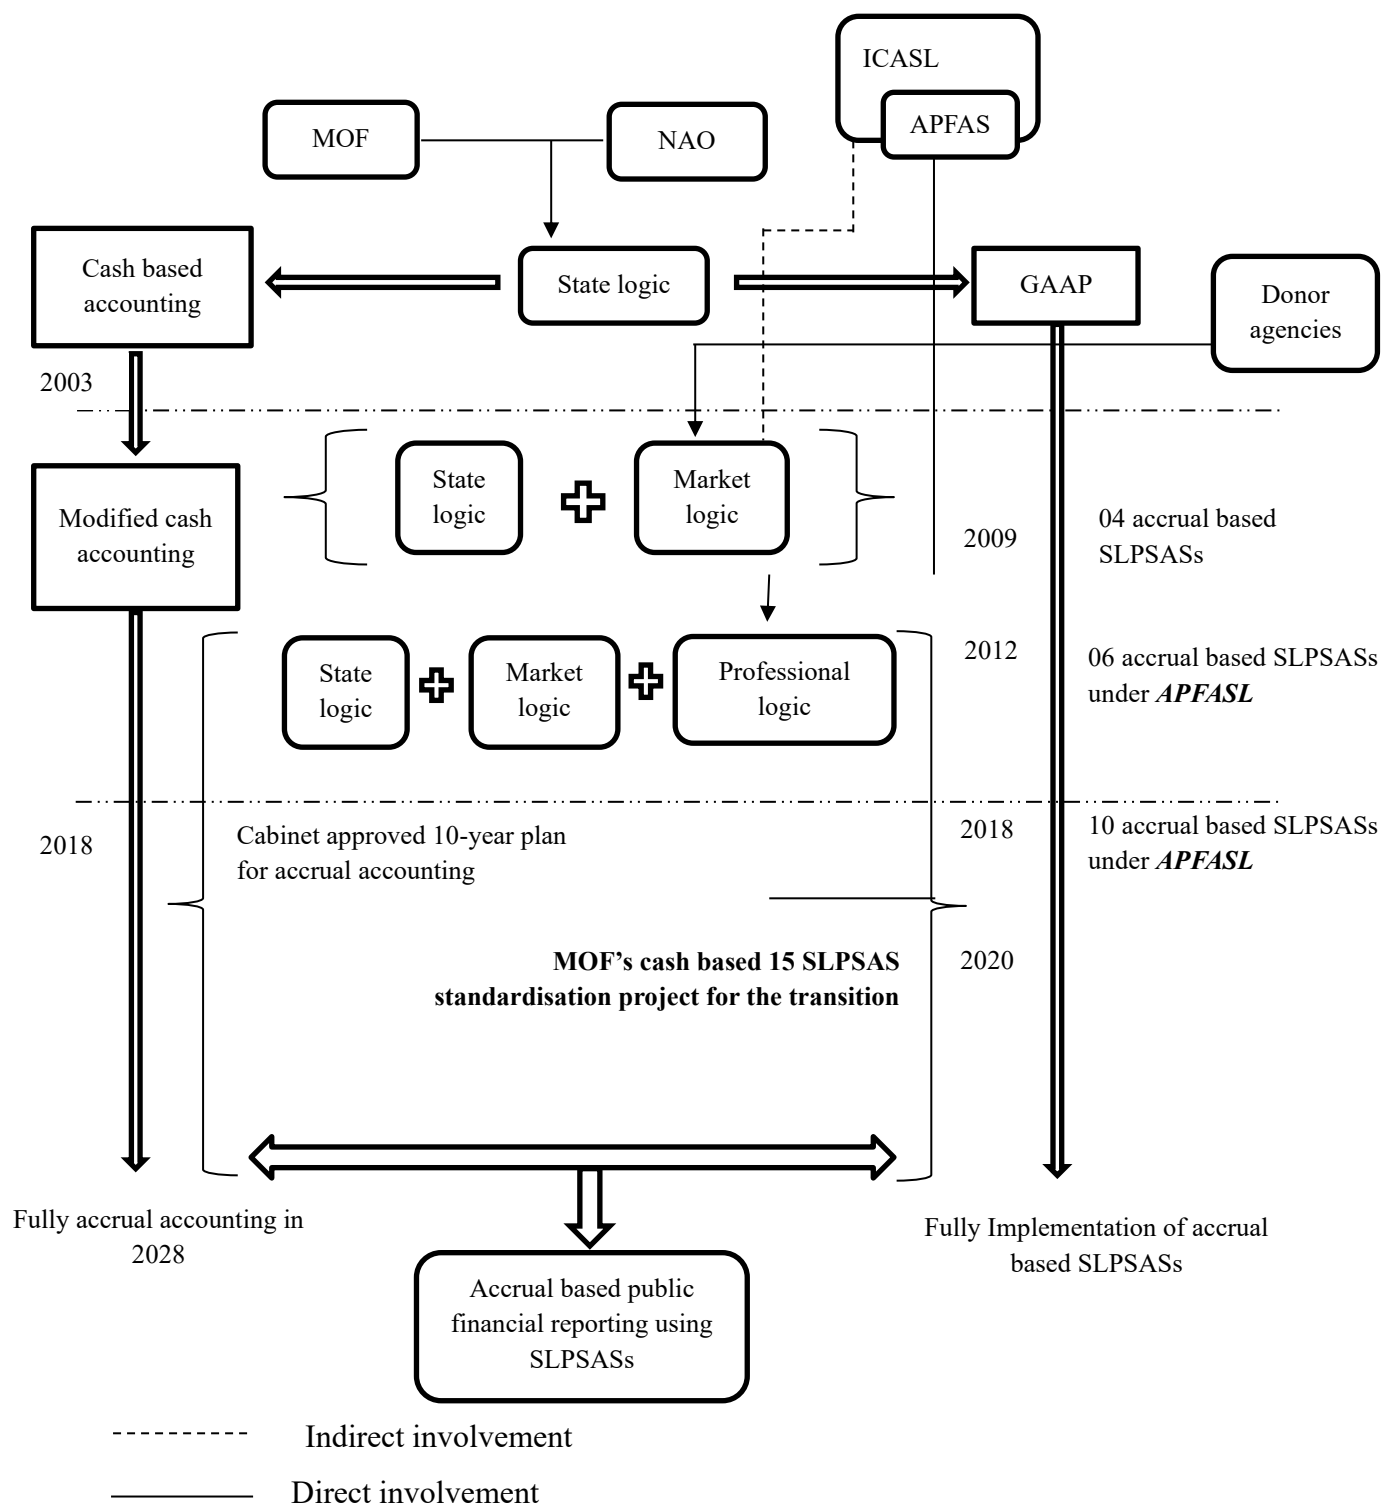 ICASL
APFAS
MOF
NAO
Cash based
accounting
State logic
GAAP
Donor
agencies
2003
State
logic
Market
logic
Modified cash
accounting
2009
04 accrual based
SLPSASs
State
logic
Market
logic
Professional
logic
2012
06 accrual based SLPSASs
under APFASL
2018
Cabinet approved 10-year plan
for accrual accounting
2018
10 accrual based SLPSASs
under APFASL
MOF’s cash based 15 SLPSAS
standardisation project for the transition
2020
Fully accrual accounting in
2028
Fully Implementation of accrual
based SLPSASs
Accrual based public
financial reporting using
SLPSASs
Indirect involvement
Direct involvement